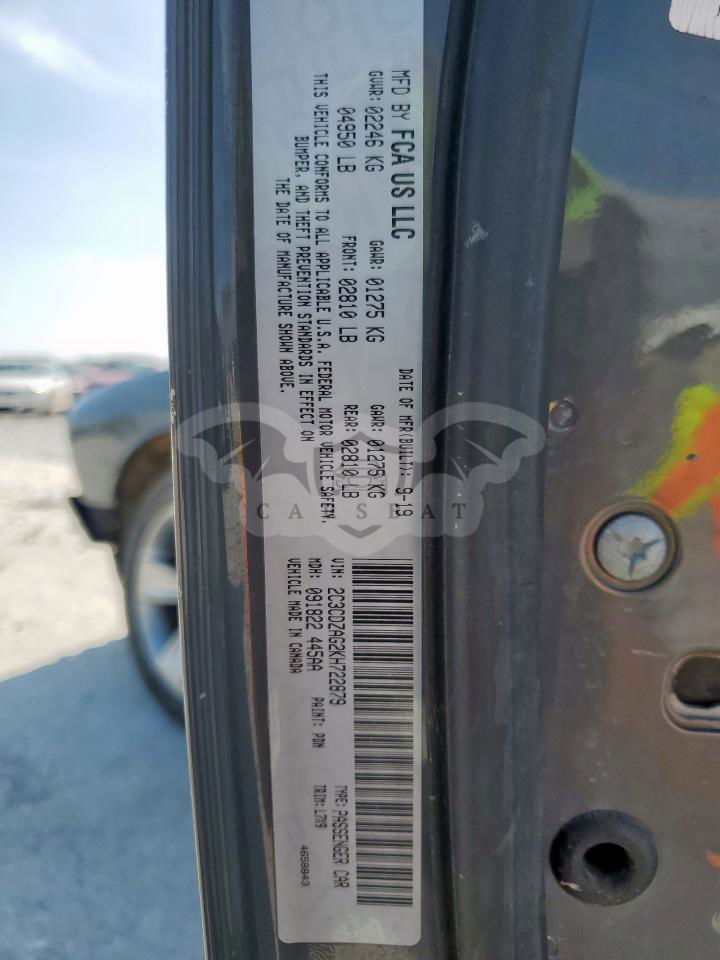 MFD BY FCA US LLC
DATE OF MFR(BUILT): 9-19
GVWR: 02246 KG
GAWR: 01275 KG
GAWR: 01275 KG
04950 LB
FRONT: 02810 LB
REAR: 02810 LB
THIS VEHICLE CONFORMS TO ALL APPLICABLE U.S.A. FEDERAL MOTOR VEHICLE SAFETY,
BUMPER, AND THEFT PREVENTION STANDARDS IN EFFECT ON
THE DATE OF MANUFACTURE SHOWN ABOVE.
VIN: 2C3CDZAG2KH722879
TYPE: PASSENGER CAR
MDH: 091822 445AA
PAINT: PDN
TRIM: L7X9
VEHICLE MADE IN CANADA
4658843
CARSEAT